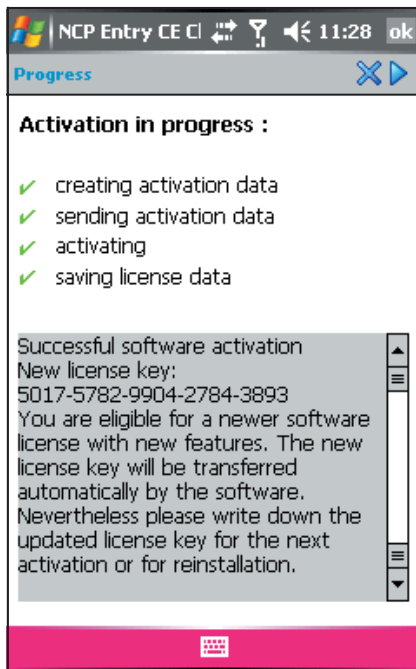 NCP Entry CE Cl 11:28 ok
Progress
Activation in progress :
creating activation data
sending activation data
activating
saving license data
Successful software activation
New license key:
5017-5782-9904-2784-3893
You are eligible for a newer software
license with new features. The new
license key will be transferred
automatically by the software.
Nevertheless please write down the
updated license key for the next
activation or for reinstallation.